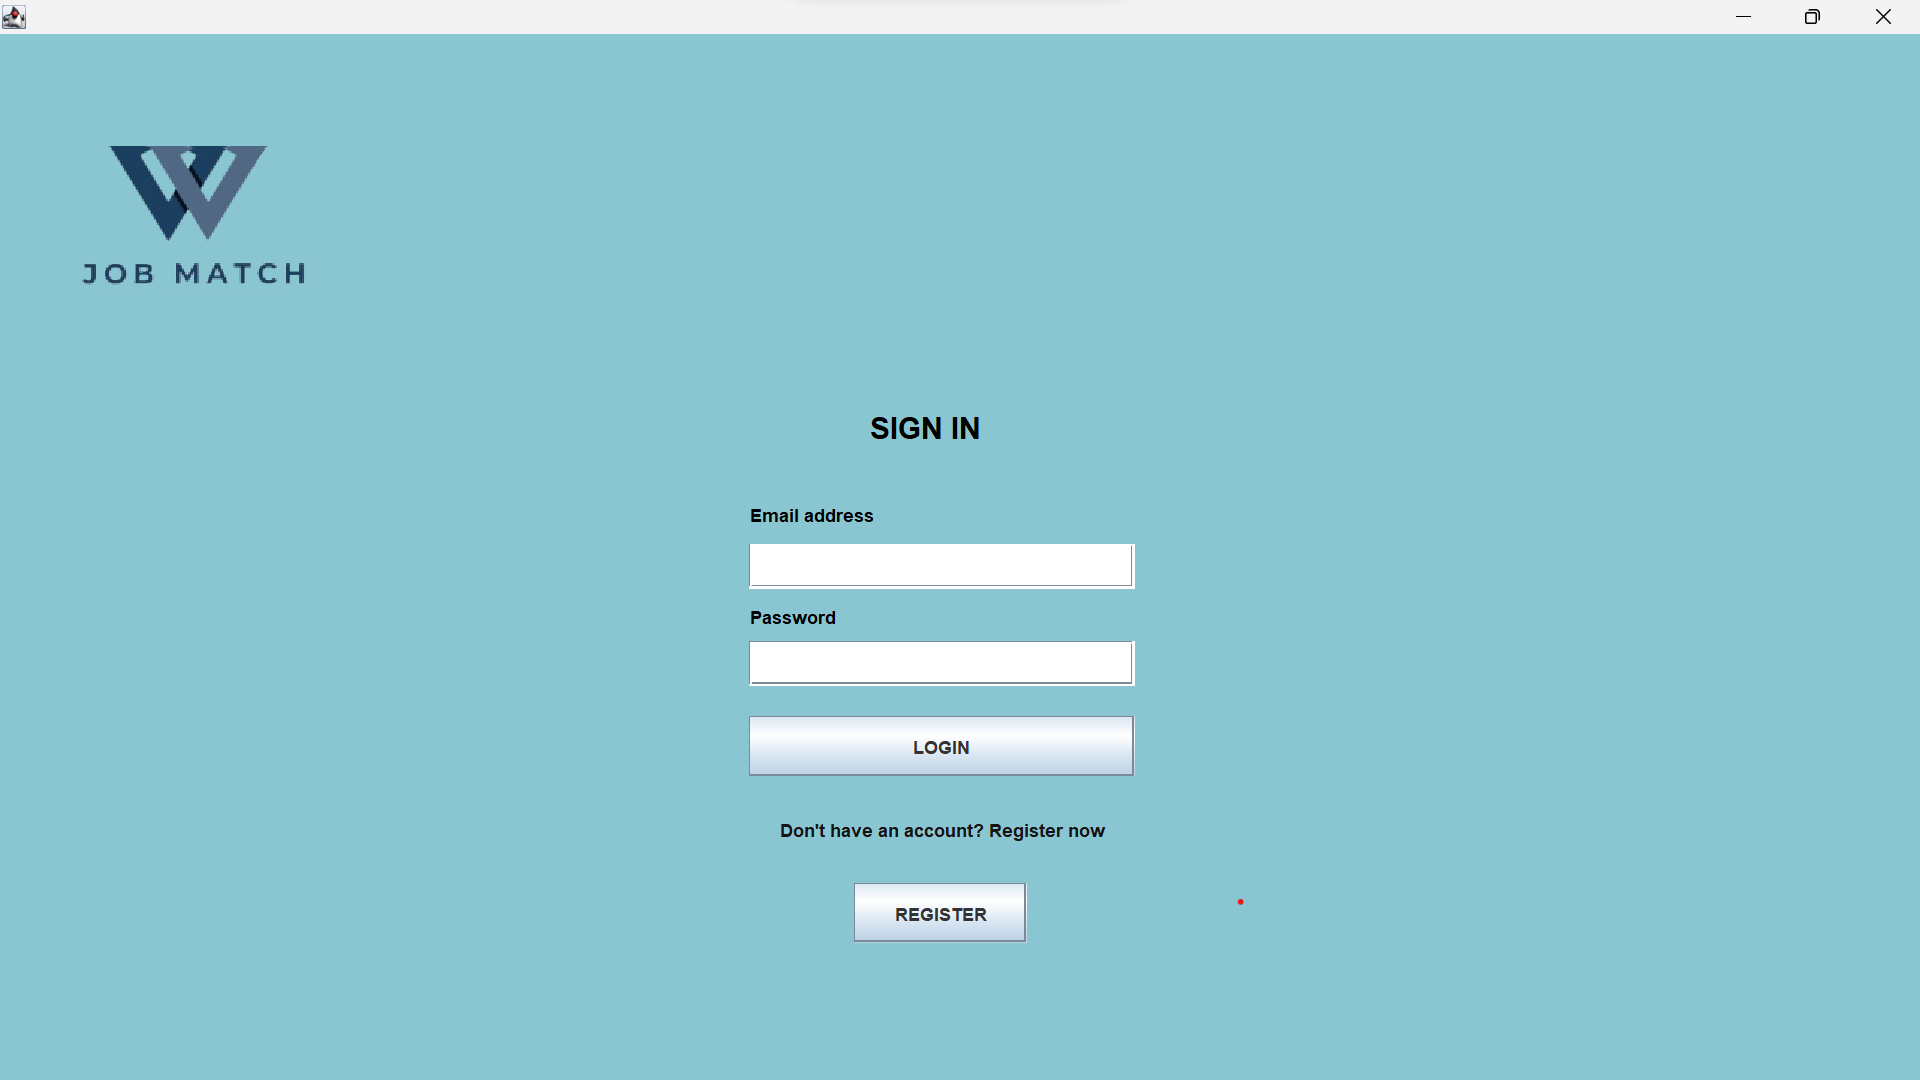 JOB MATCH
SIGN IN
Email address
Password
LOGIN
Don't have an account? Register now
REGISTER